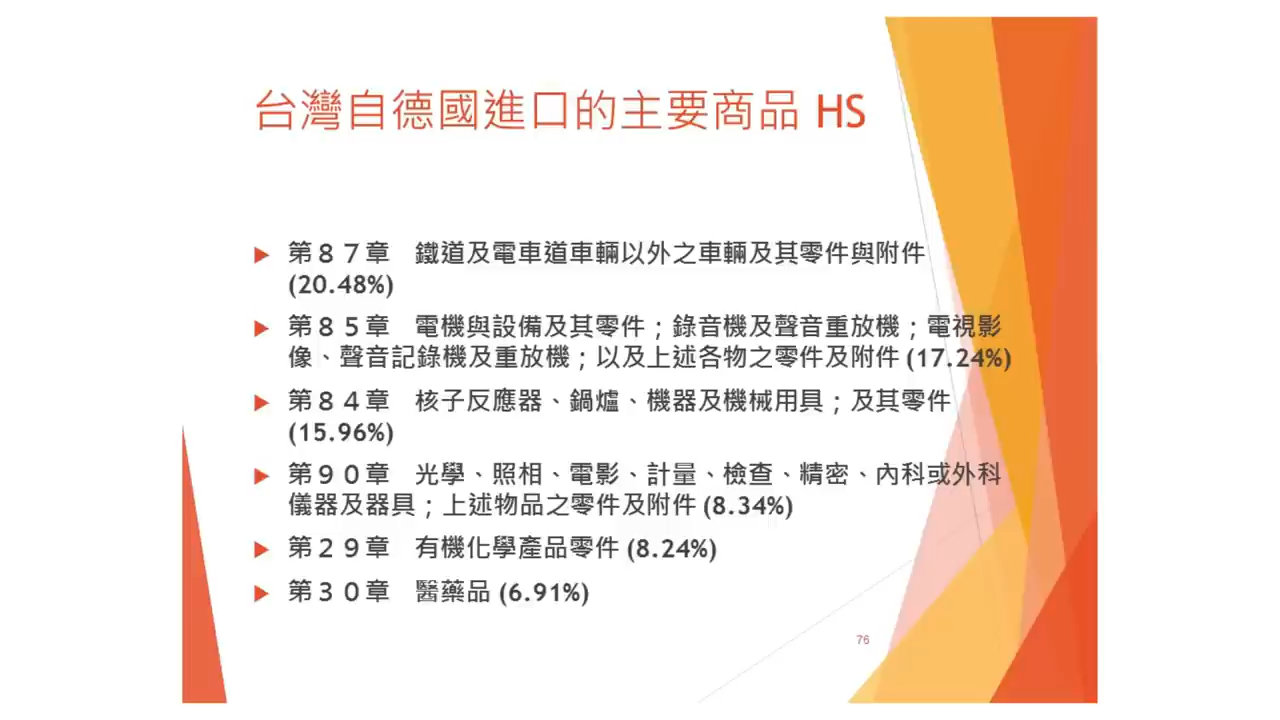 台灣自德國進口的主要商品 HS
第８７章　鐵道及電車道車輛以外之車輛及其零件與附件
(20.48%)
第８５章　電機與設備及其零件；錄音機及聲音重放機；電視影
像、聲音記錄機及重放機；以及上述各物之零件及附件 (17.24%)
第８４章　核子反應器、鍋爐、機器及機械用具；及其零件
(15.96%)
第９０章　光學、照相、電影、計量、檢查、精密、內科或外科
儀器及器具；上述物品之零件及附件 (8.34%)
第２９章　有機化學產品零件 (8.24%)
第３０章　醫藥品 (6.91%)
76